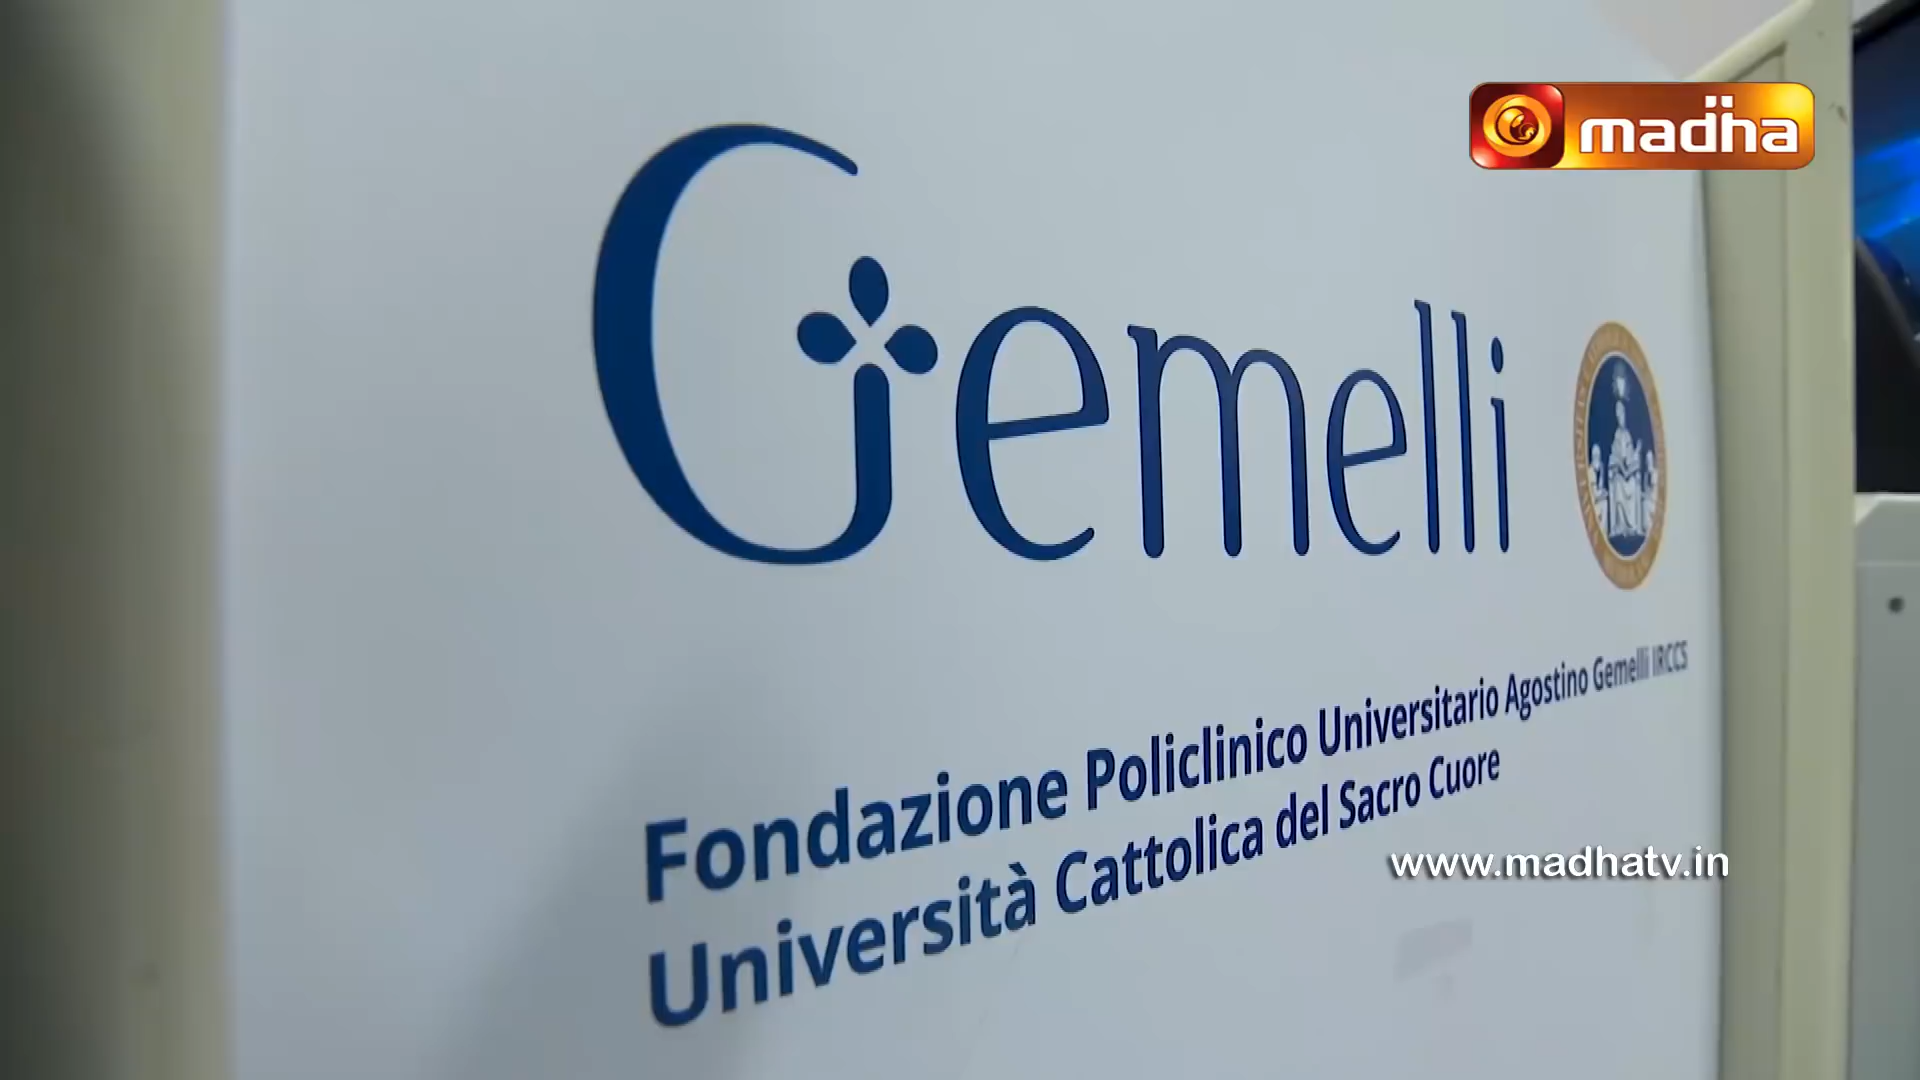 madha
Gemelli
Fondazione Policlinico Universitario Agostino Gemelli IRCCS
Università Cattolica del Sacro Cuore
www.madhatv.in